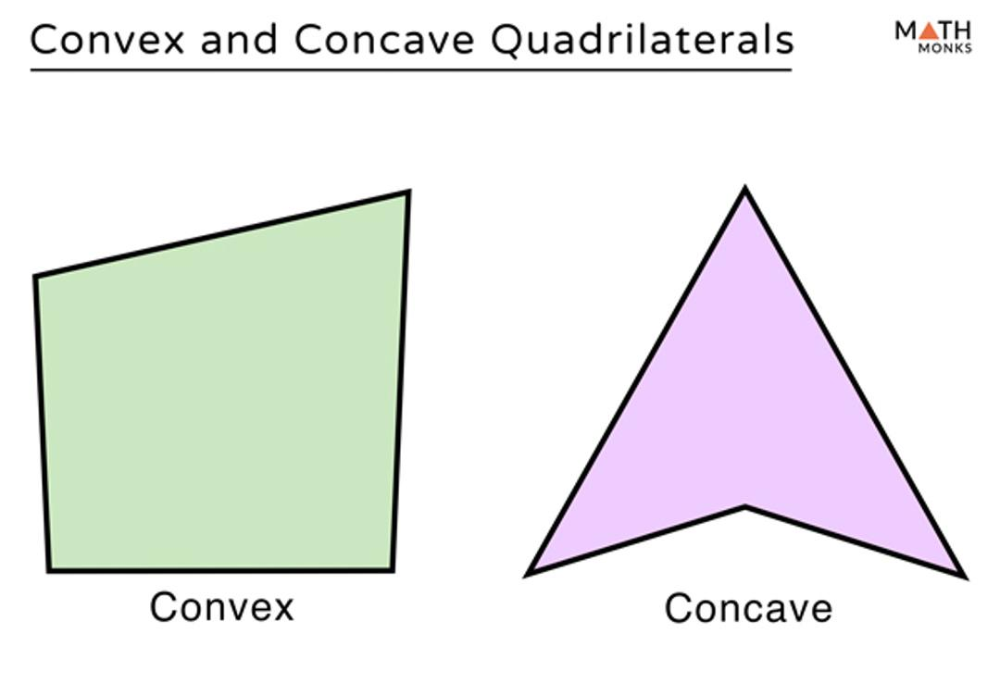 Convex and Concave Quadrilaterals
MATH
MONKS
Convex
Concave